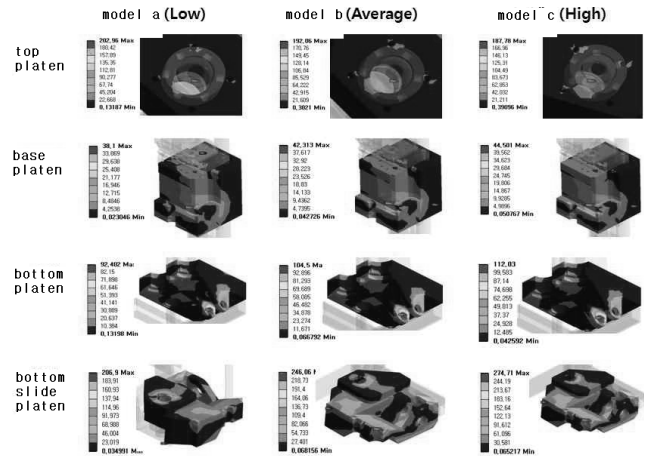 model a (Low)
model b (Average)
model c (High)
top
platen
202,96 Max
180,42
157,89
135,35
112,81
90,277
67,74
45,204
22,668
0,13187 Min
192,06 Max
170,76
149,45
128,14
106,84
85,529
64,222
42,915
21,609
0,3021 Min
187,78 Max
166,96
146,13
125,31
104,49
83,673
62,853
42,032
21,211
0,39096 Min
base
platen
38,1 Max
33,869
29,638
25,408
21,177
16,946
12,715
8,4846
4,2538
0,023046 Min
42,313 Max
37,617
32,92
28,223
23,526
18,83
14,133
9,4362
4,7395
0,042726 Min
44,501 Max
39,562
34,623
29,684
24,745
19,806
14,867
9,9285
4,9896
0,050767 Min
bottom
platen
92,402 Ma
82,15
71,898
61,646
51,393
41,141
30,889
20,637
10,384
0,13198 Min
104,5 Ma
92,896
81,293
69,689
58,085
46,482
34,878
23,274
11,671
0,066792 Min
112,03
99,583
87,14
74,698
62,255
49,813
37,37
24,928
12,485
0,042592 Min
bottom
slide
platen
206,9 Max
183,91
160,93
137,94
114,96
91,973
68,988
46,004
23,019
0,034991 M
246,06
218,73
191,4
164,06
136,73
109,4
82,066
54,733
27,401
0,068156 Min
274,71 Max
244,19
213,67
183,16
152,64
122,13
91,612
61,096
30,581
0,065217 Min